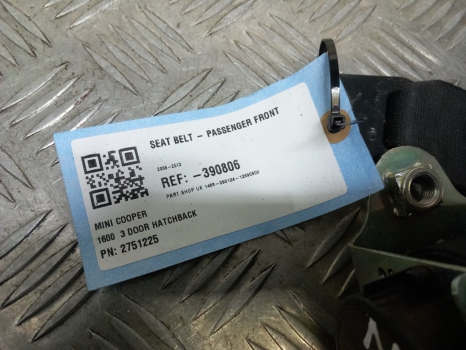 SEAT BELT - PASSENGER FRONT
2006-2013
REF: -390806
MINI COOPER
1600 3 DOOR HATCHBACK
PN: 2751225